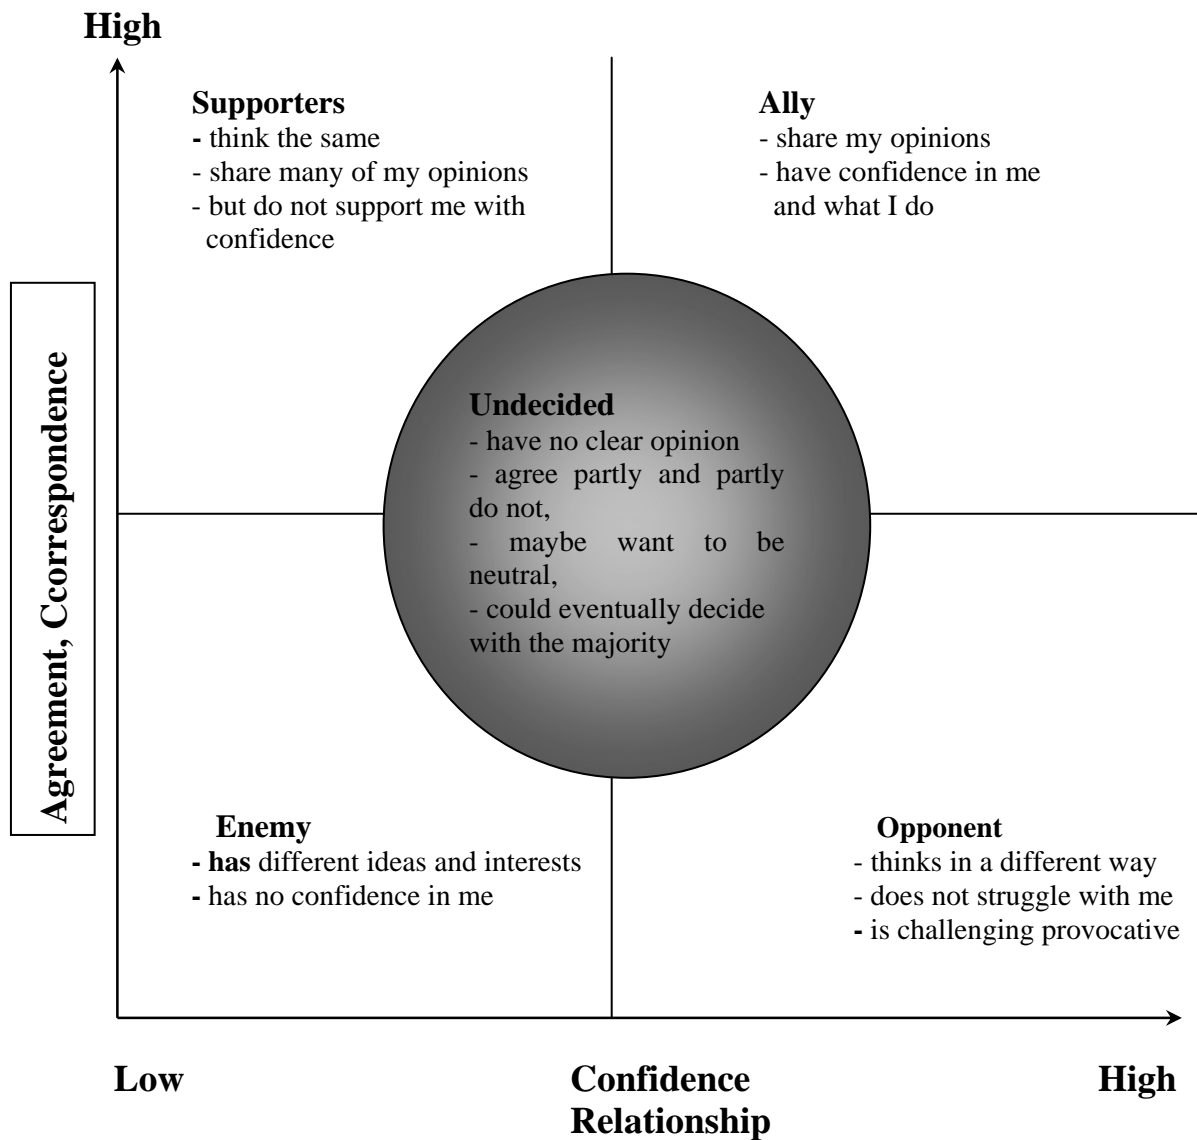 High
Supporters
- think the same
- share many of my opinions
- but do not support me with
confidence
Ally
- share my opinions
- have confidence in me
and what I do
Agreement, Ccorrespondence
Undecided
- have no clear opinion
- agree partly and partly
do not,
- maybe want to be
neutral,
- could eventually decide
with the majority
Enemy
- has different ideas and interests
- has no confidence in me
Opponent
- thinks in a different way
- does not struggle with me
- is challenging provocative
Low
Confidence
Relationship
High